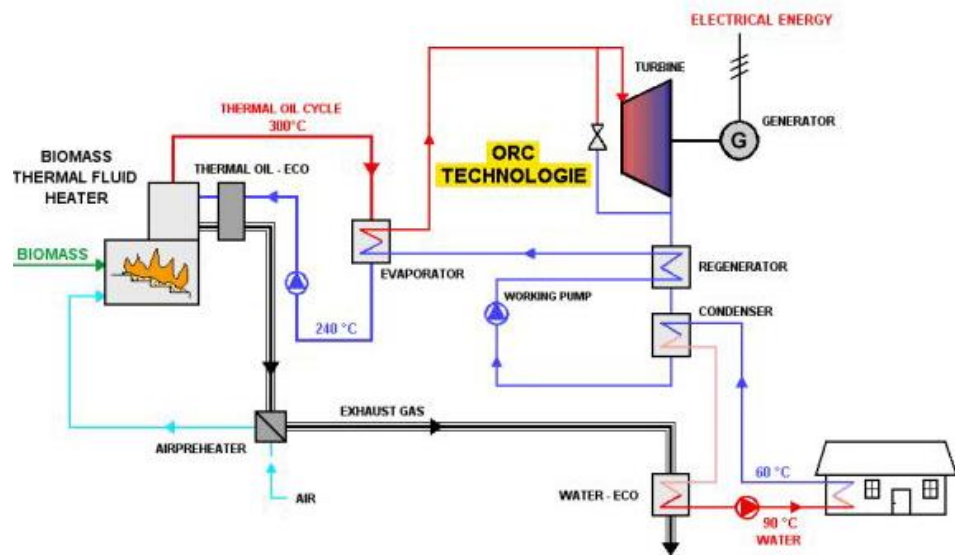 ELECTRICAL ENERGY
TURBINE
GENERATOR
G
THERMAL OIL CYCLE
300°C
ORC
TECHNOLOGIE
BIOMASS
THERMAL FLUID
HEATER
THERMAL OIL - ECO
BIOMASS
EVAPORATOR
REGENERATOR
WORKING PUMP
CONDENSER
240 °C
EXHAUST GAS
AIRPREHEATER
AIR
WATER - ECO
60 °C
90 °C
WATER